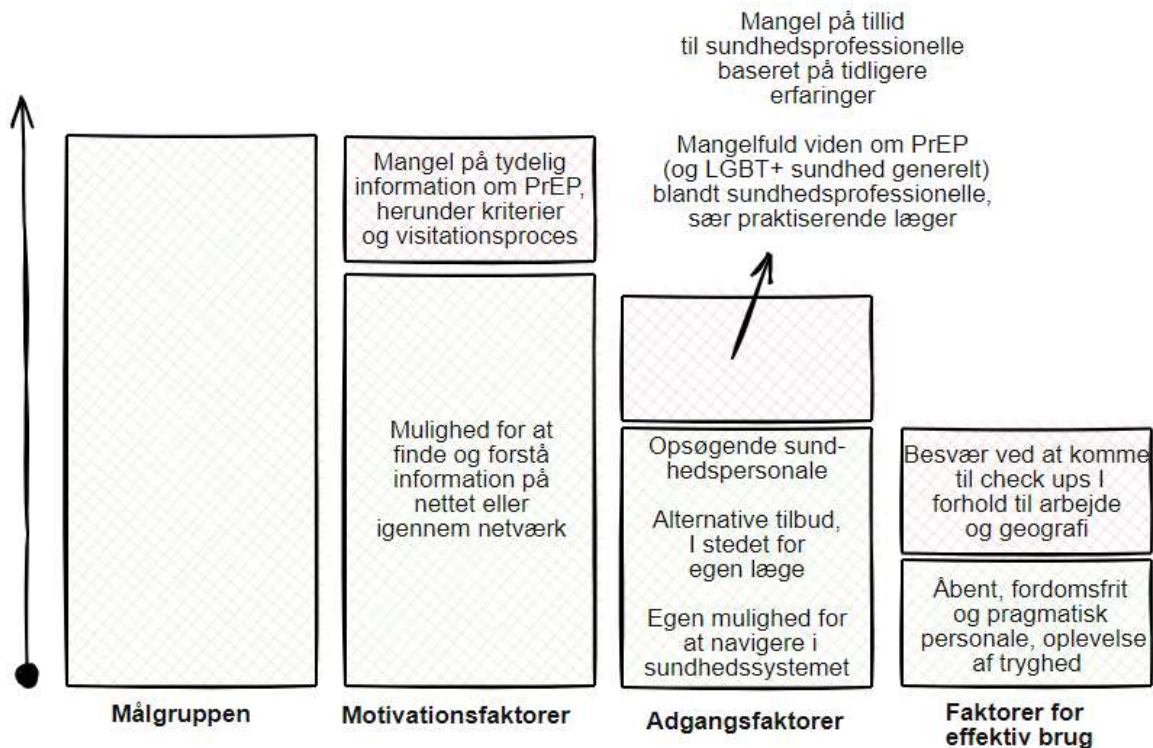 Mangel på tillid
til sundhedsprofessionelle
baseret på tidligere
erfaringer
Mangelfuld viden om PrEP
(og LGBT+ sundhed generelt)
blandt sundhedsprofessionelle,
sær praktiserende læger
Mangel på tydelig
information om PrEP,
herunder kriterier
og visitationsproces
Mulighed for at
finde og forstå
information på
nettet eller
igennem netværk
Opsøgende sund-
hedspersonale
Alternative tilbud,
I stedet for
egen læge
Egen mulighed for
at navigere i
sundhedssystemet
Besvær ved at komme
til check ups I
forhold til arbejde
og geografi
Åbent, fordomsfrit
og pragmatisk
personale, oplevelse
af tryghed
Målgruppen
Motivationsfaktorer
Adgangsfaktorer
Faktorer for
effektiv brug